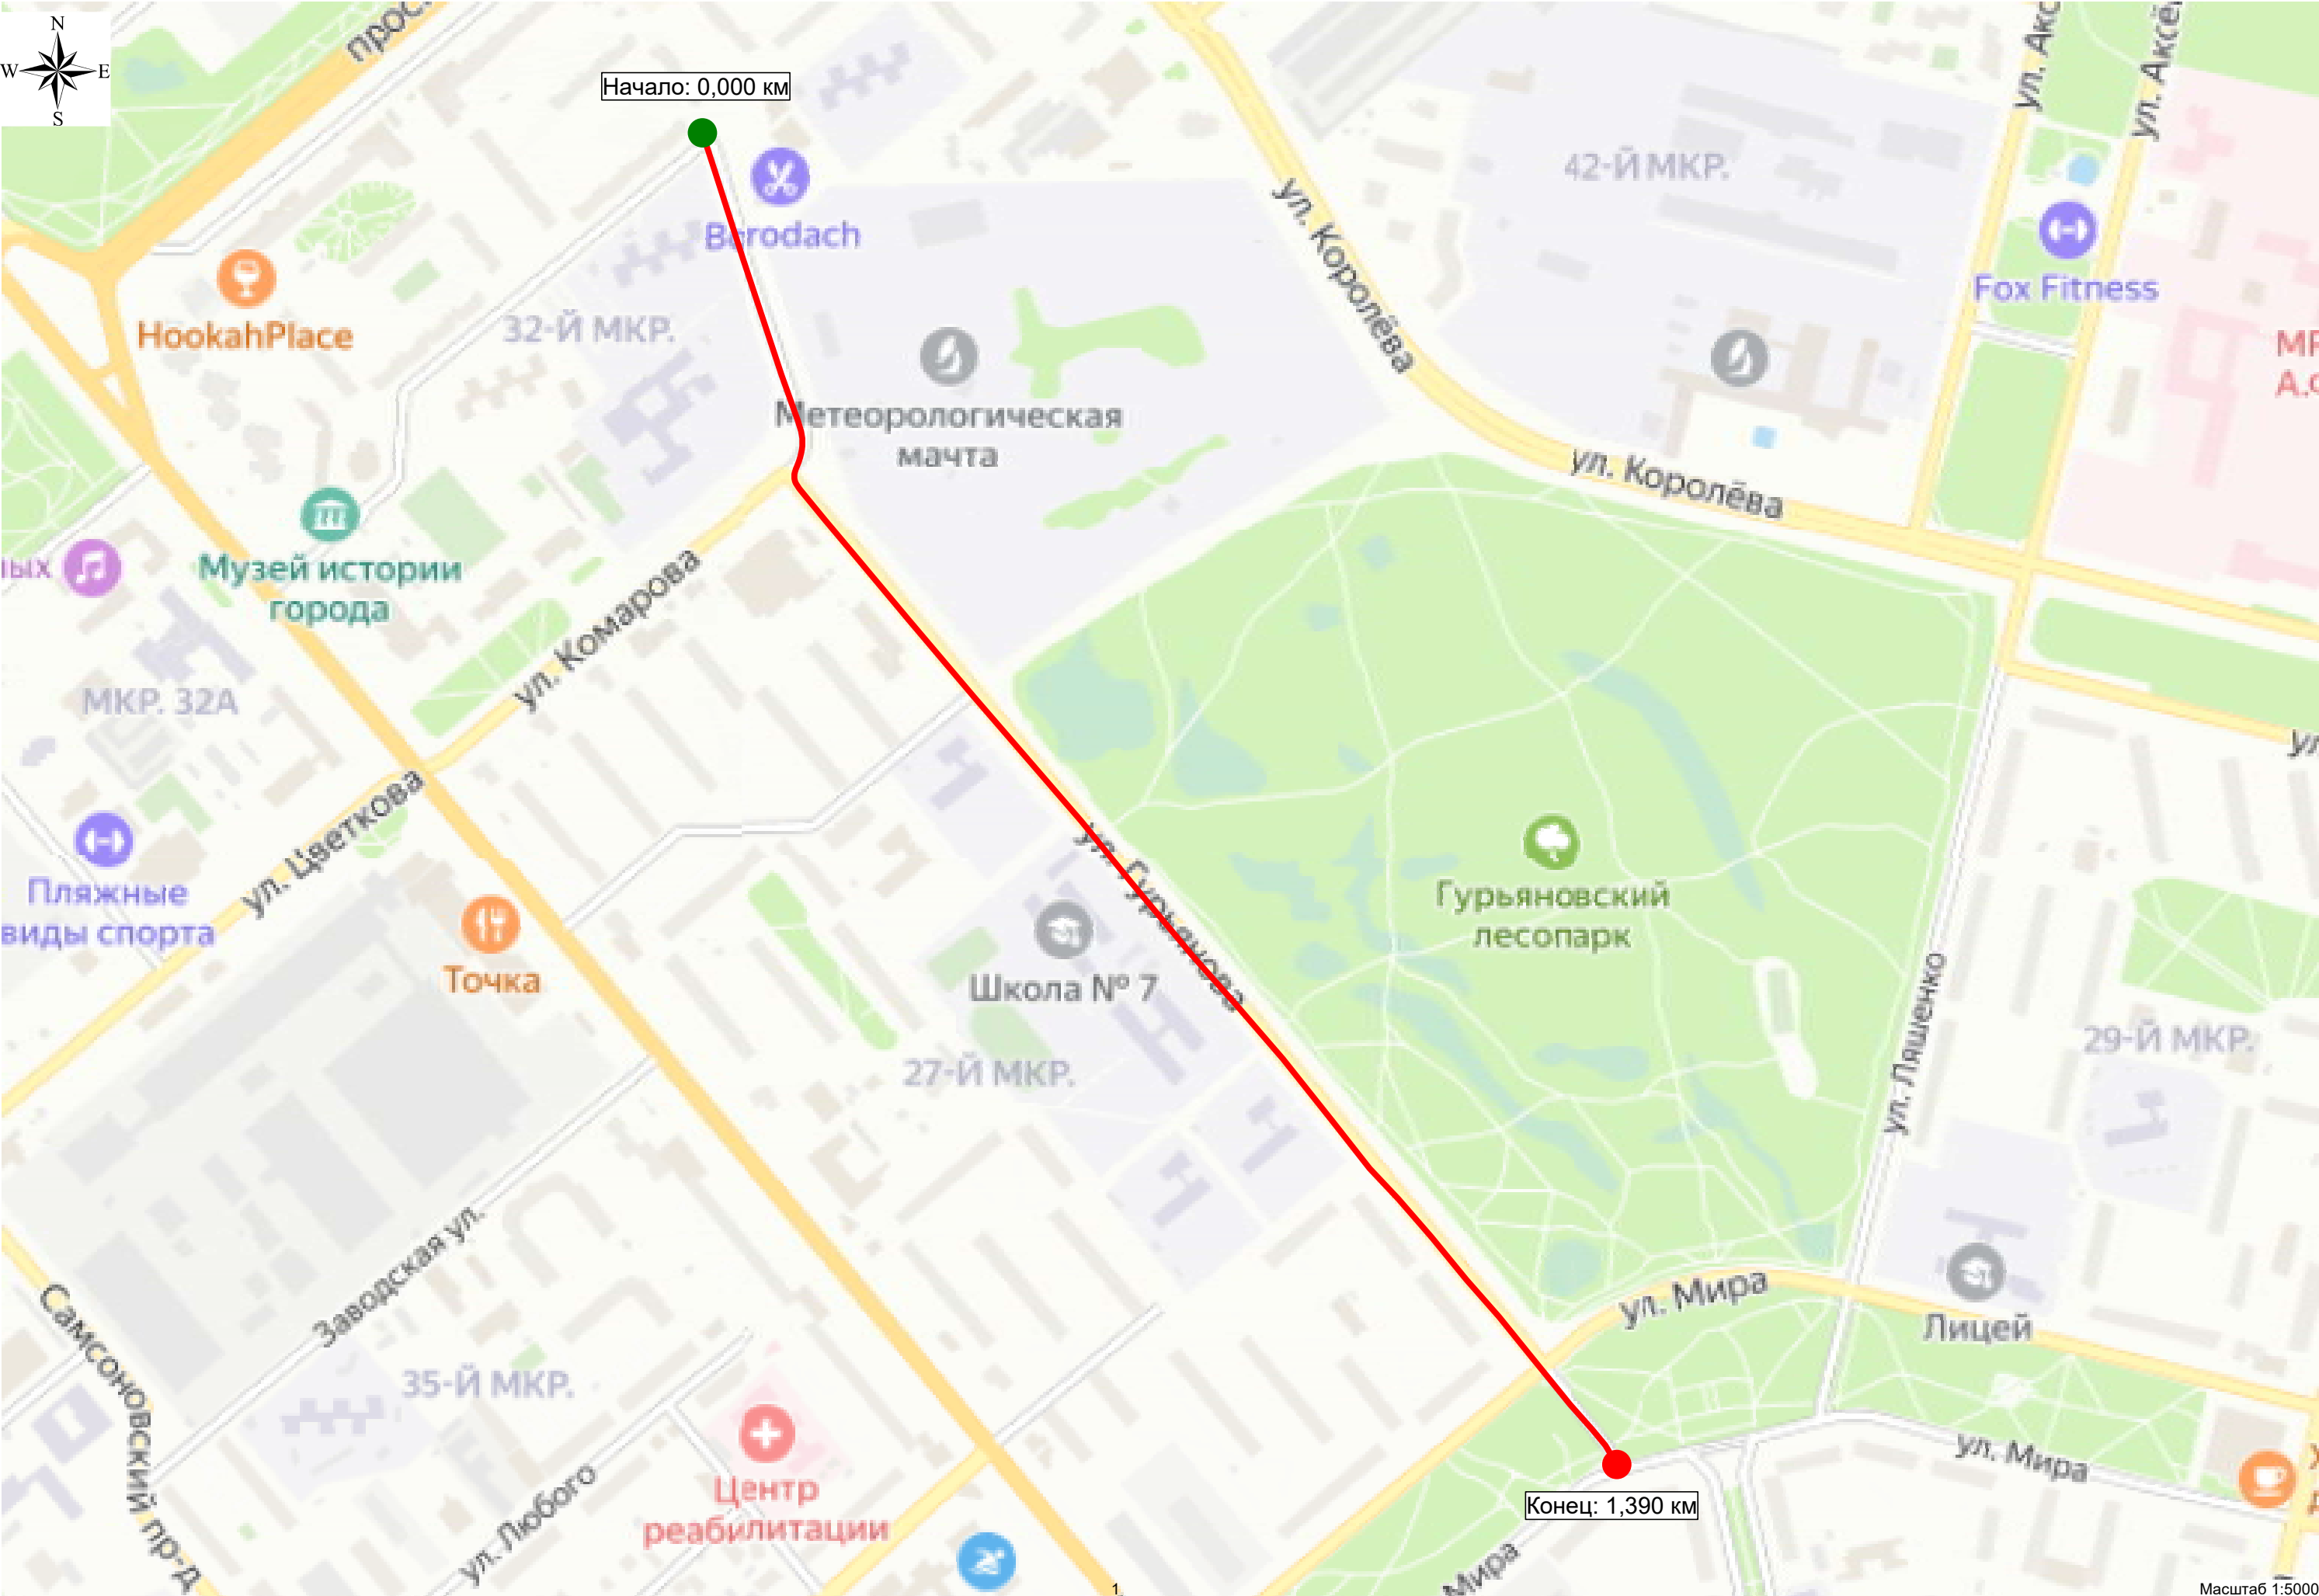 N
W
E
S
Начало: 0,000 км
Borodach
42-Й МКР.
ул. Королёва
Fox Fitness
HookahPlace
32-Й МКР.
Метеорологическая
мачта
ул. Королёва
Музей истории
города
ул. Комарова
МКР. 32А
ул. Цветкова
Пляжные
виды спорта
Точка
ул. Гурьянова
Школа № 7
Гурьяновский
лесопарк
27-Й МКР.
ул. Ляшенко
29-Й МКР.
Заводская ул.
Самсоновский пр-д
35-Й МКР.
ул. Мира
Лицей
ул. Мира
Центр
реабилитации
ул. Любого
Конец: 1,390 км
Мира
1
Масштаб 1:5000